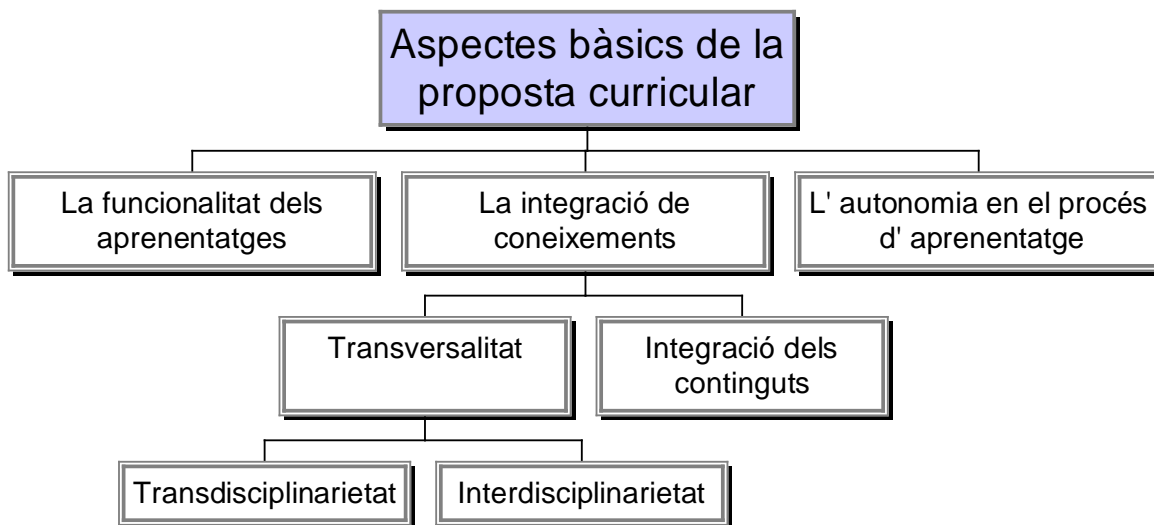 Aspectes bàsics de la
proposta curricular
La funcionalitat dels
aprenentatges
La integració de
coneixements
L' autonomia en el procés
d' aprenentatge
Transversalitat
Integració dels
continguts
Transdisciplinarietat
Interdisciplinarietat